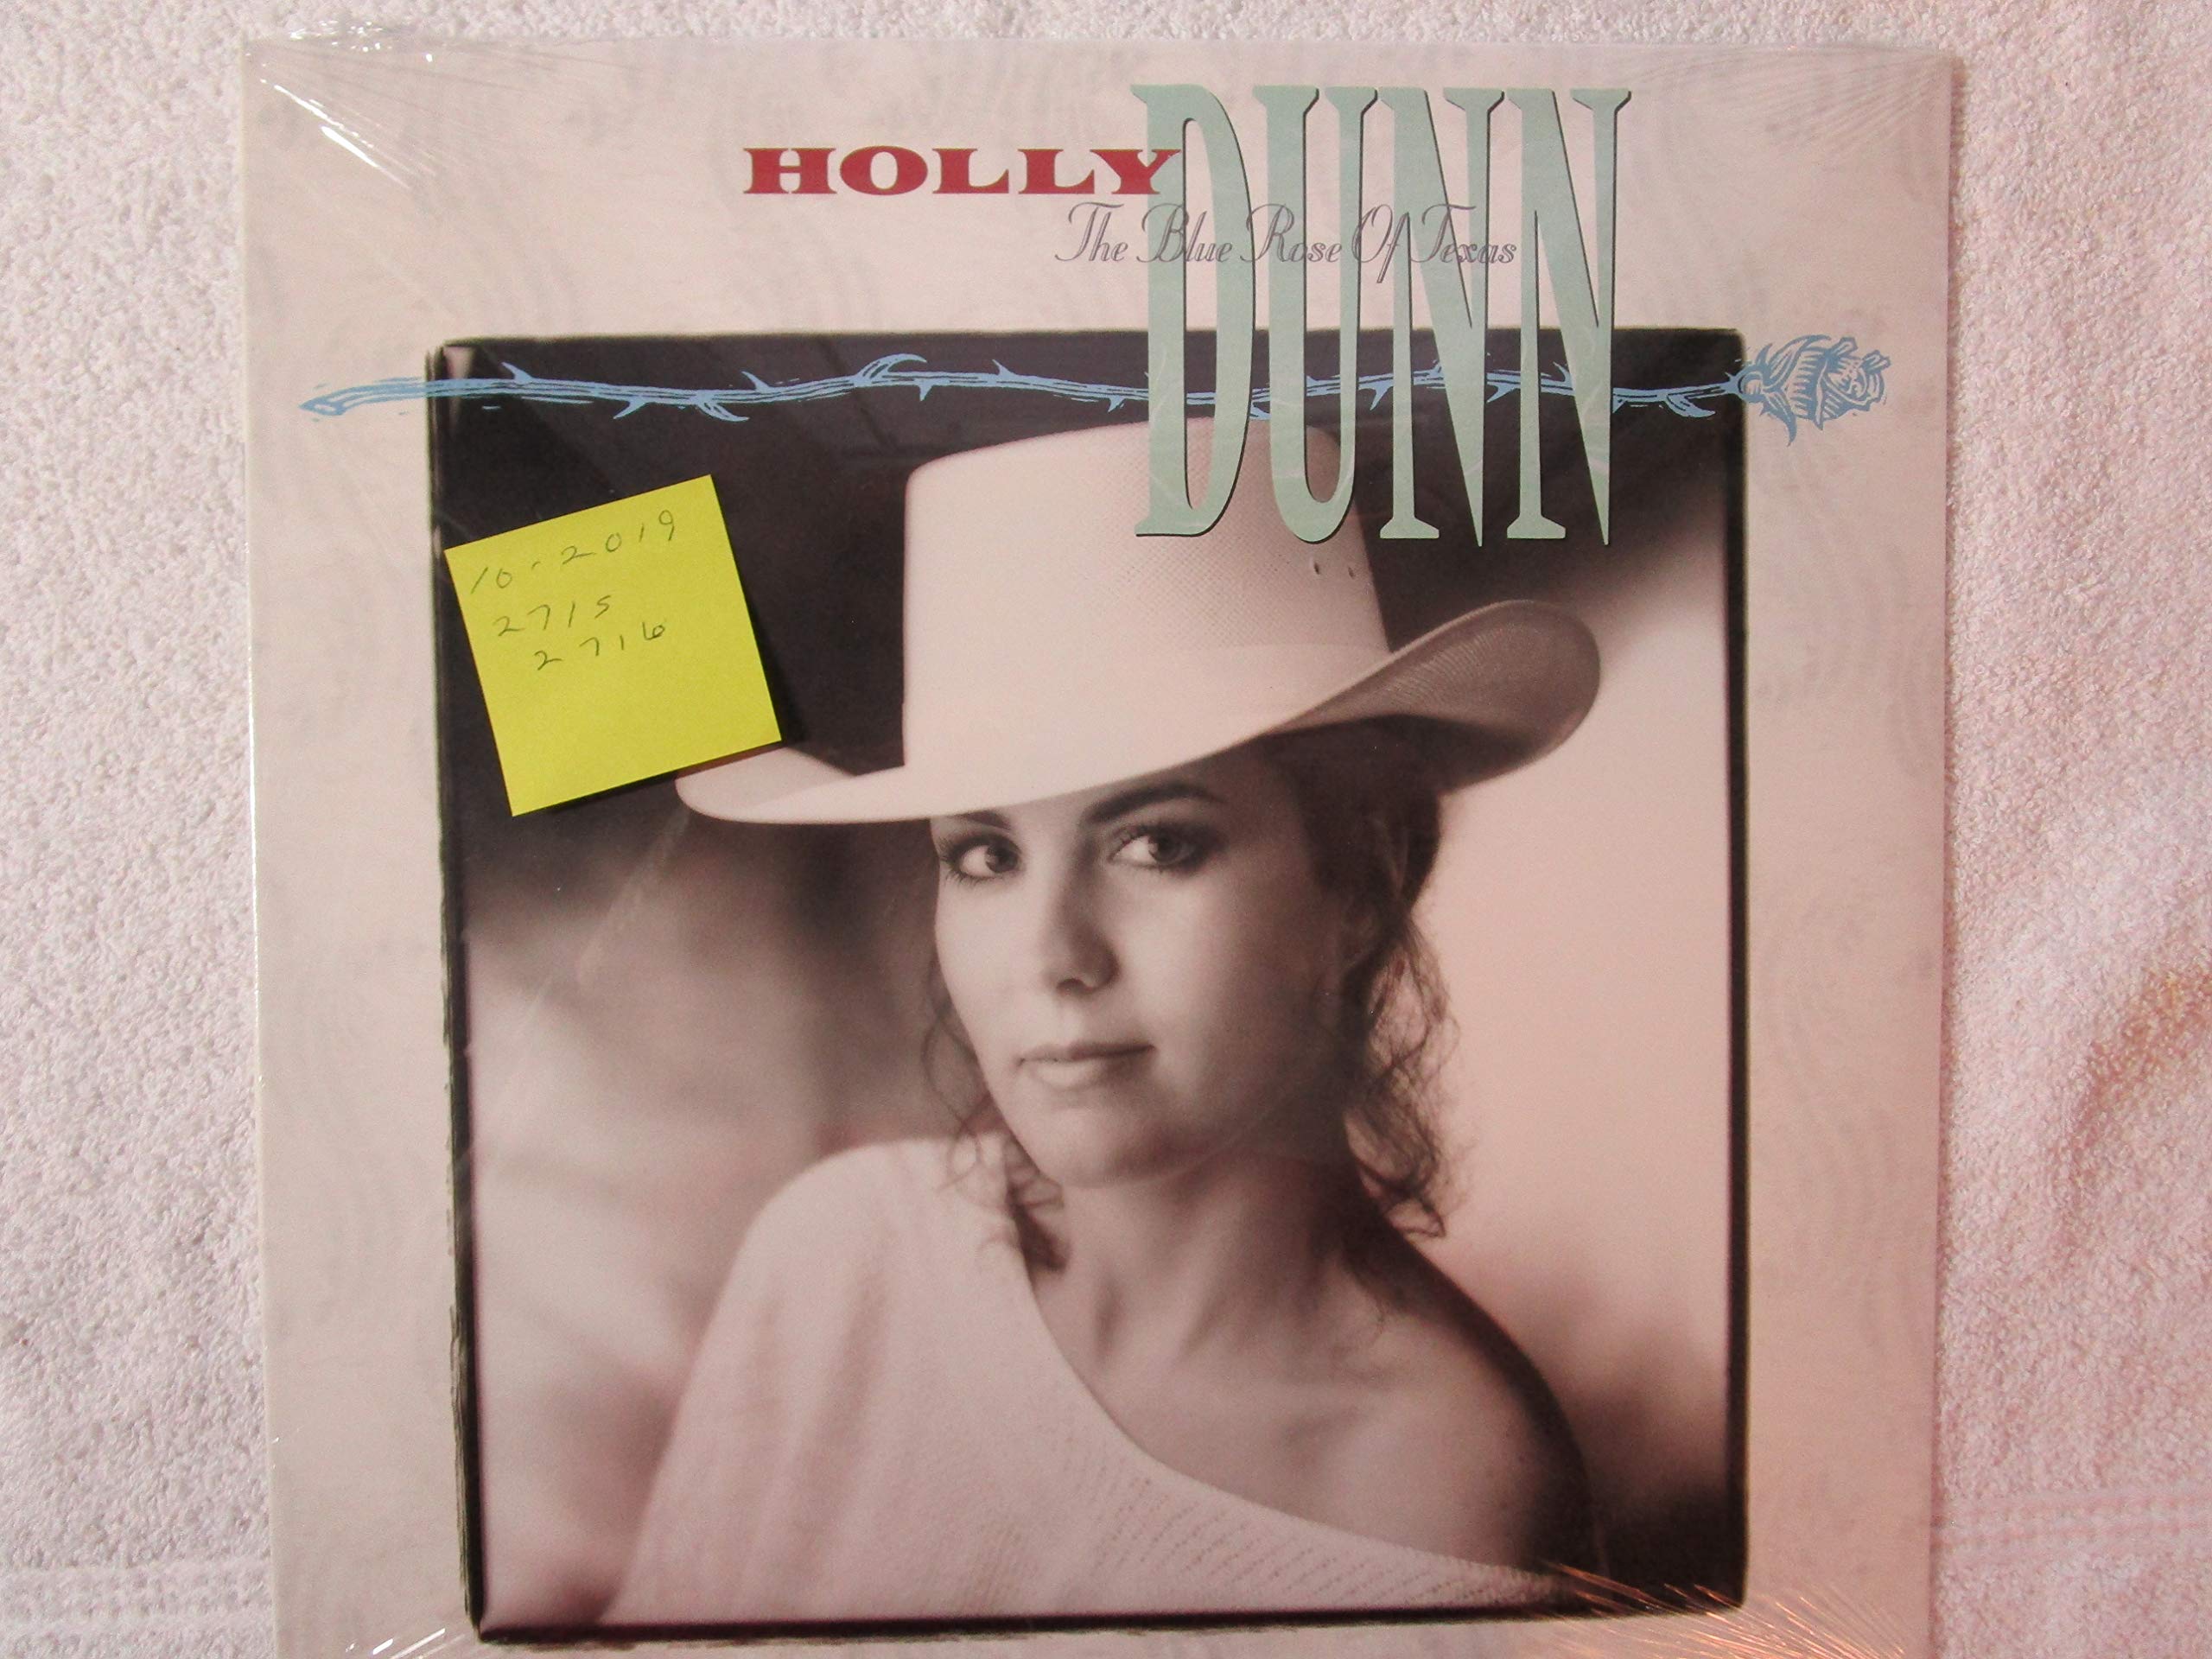 HOLLY DUNN
The Blue Rose Of Texas
10-2019
2715
2716